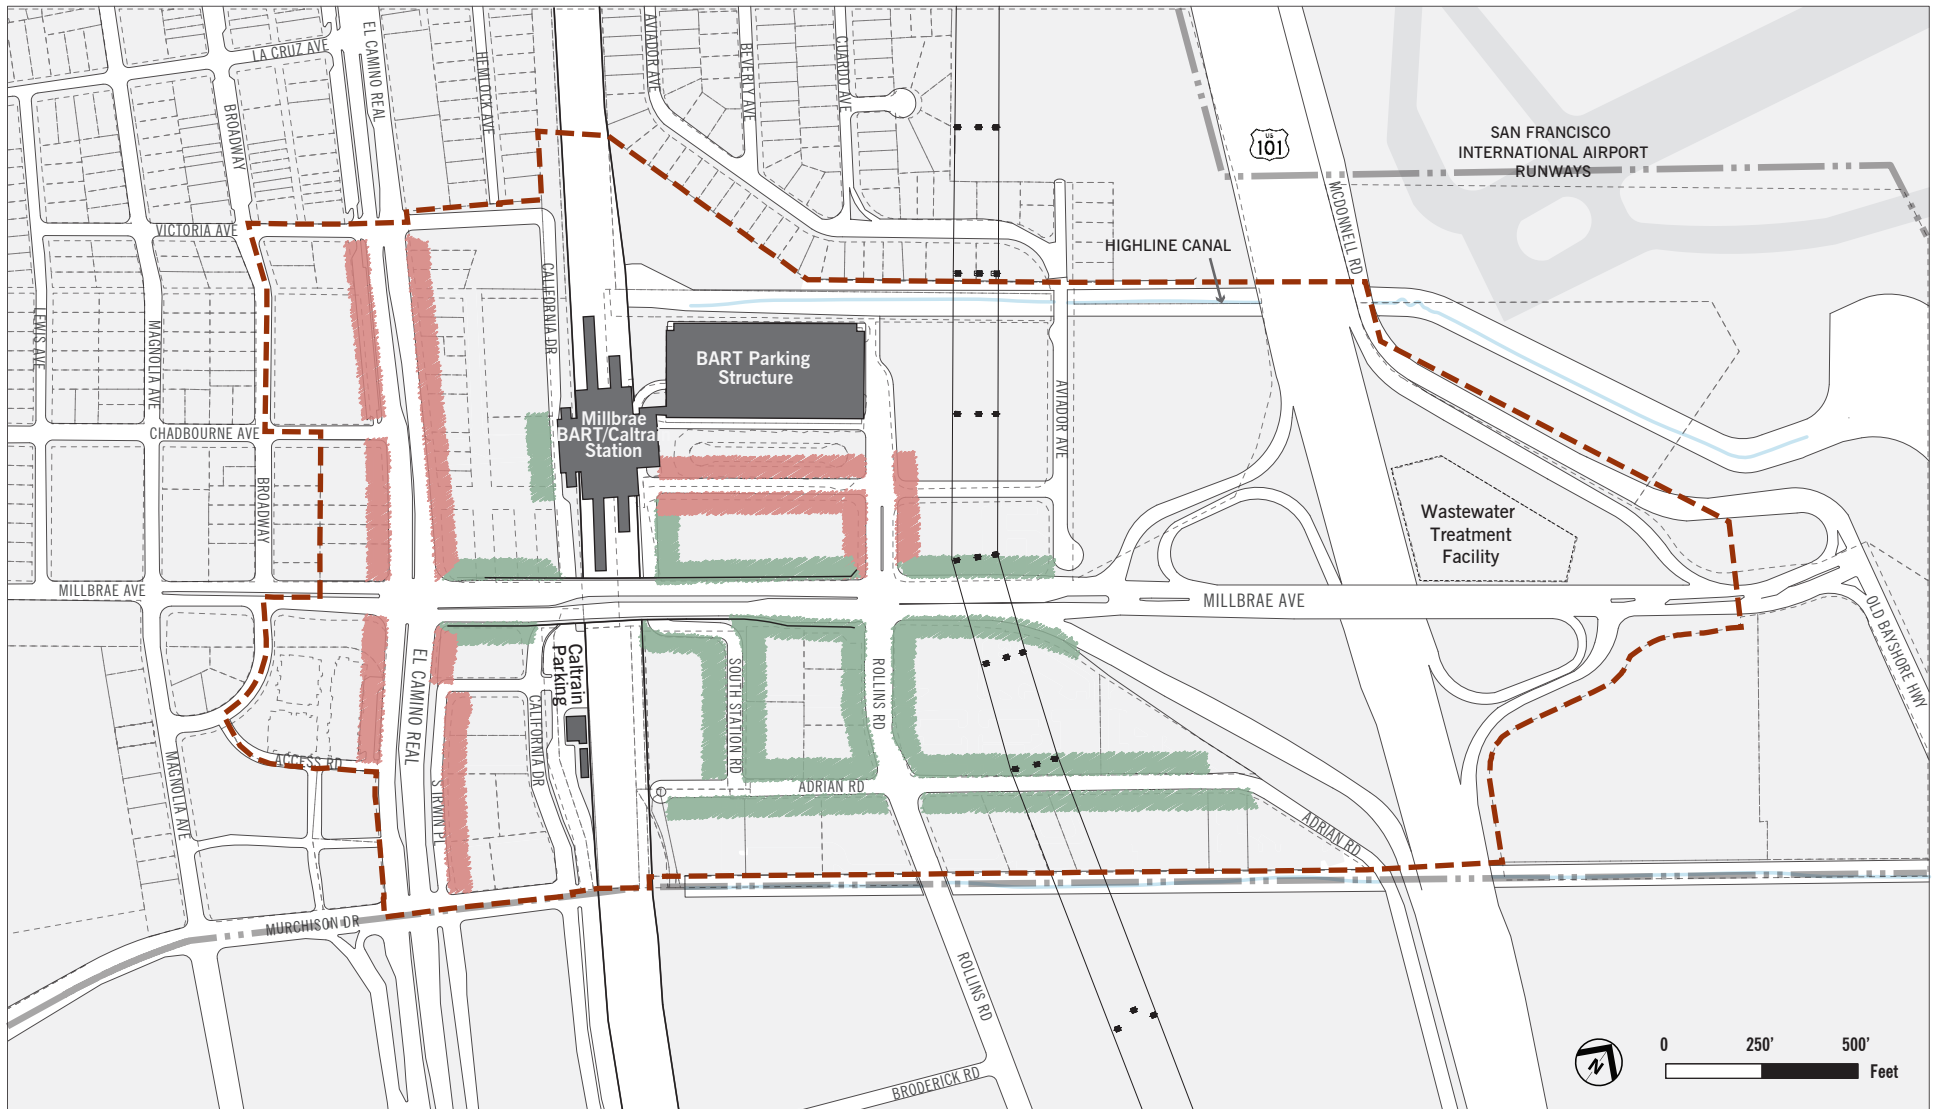 LA CRUZ AVE
EL CAMINO REAL
BROADWAY
HEMLOCK AVE
AVIADOR AVE
BEVERLY AVE
CUARDO AVE
US
101
SAN FRANCISCO
INTERNATIONAL AIRPORT
RUNWAYS
MCDONNELL RD
VICTORIA AVE
HIGHLINE CANAL
CALIFORNIA DR
LEWIS AVE
MAGNOLIA AVE
BART Parking
Structure
AVIADOR AVE
Millbrae
BART/Caltrain
Station
CHADBOURNE AVE
BROADWAY
Wastewater
Treatment
Facility
MILLBRAE AVE
MILLBRAE AVE
OLD BAYSHORE HWY
EL CAMINO REAL
Caltrain
Parking
SOUTH STATION RD
ROLLINS RD
CALIFORNIA DR
ACCESS RD
MAGNOLIA AVE
S IRWIN PL
ADRIAN RD
ADRIAN RD
MURCHISON DR
ROLLINS RD
BRODERICK RD
N
0 250' 500'
Feet